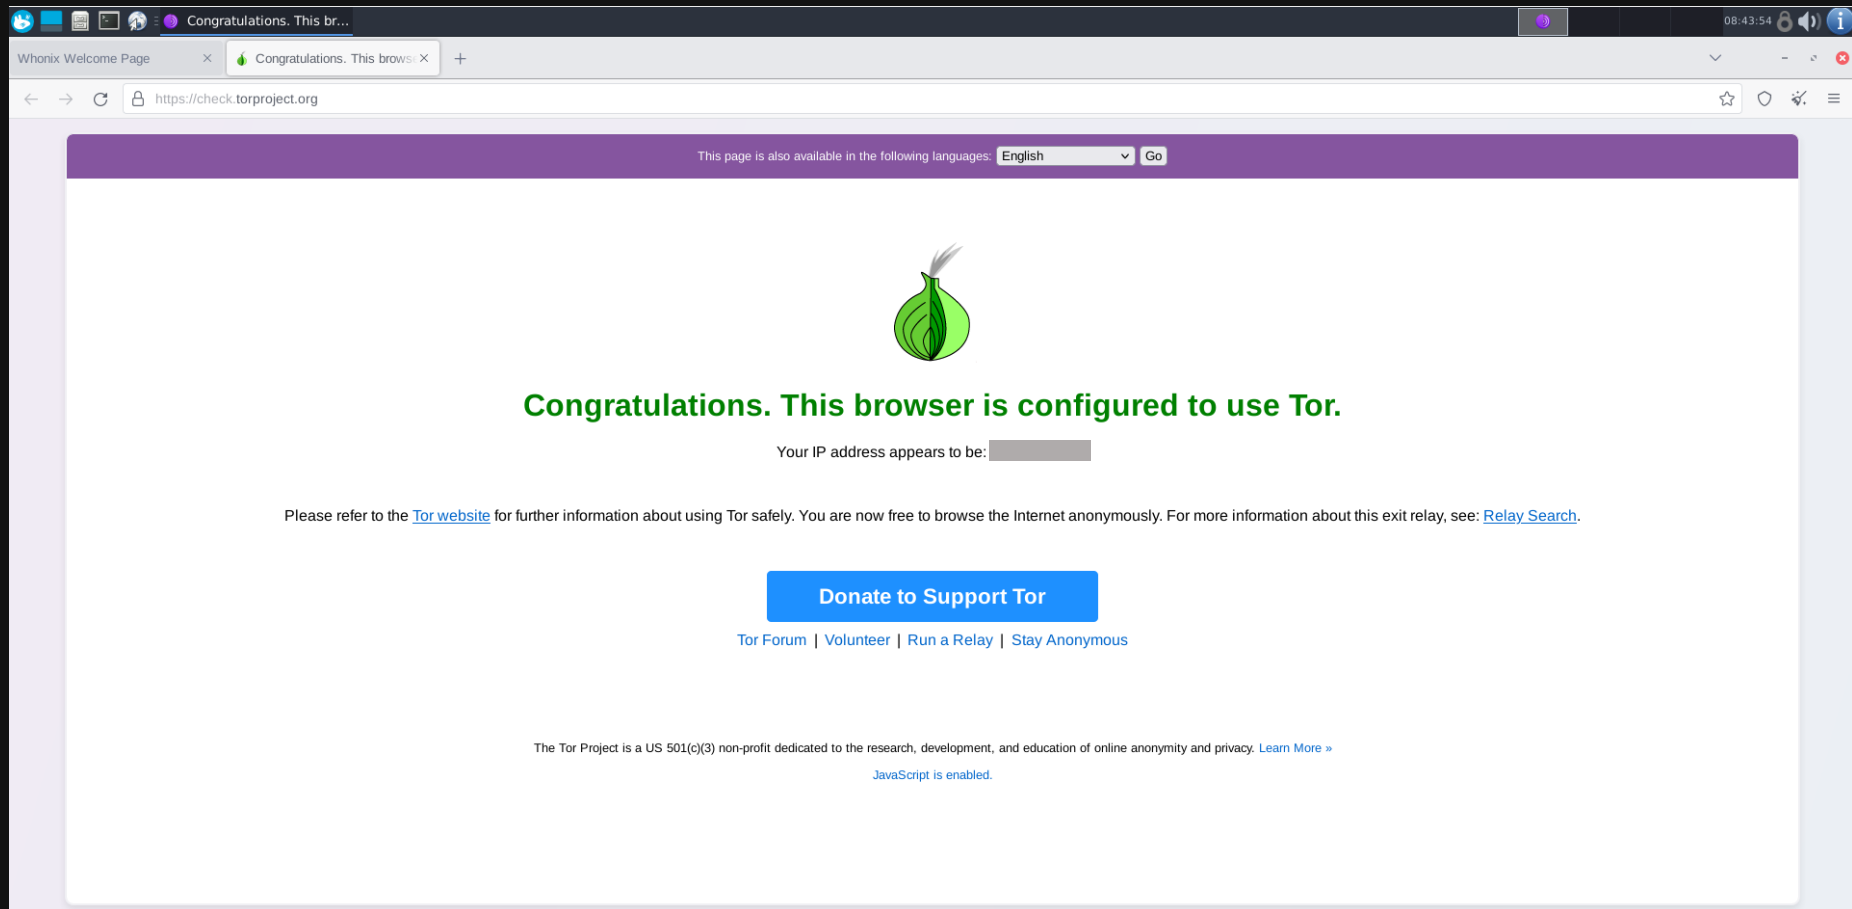 Congratulations. This br...
08:43:54
Whonix Welcome Page
Congratulations. This brows
https://check.torproject.org
This page is also available in the following languages: English Go
Congratulations. This browser is configured to use Tor.
Your IP address appears to be:
Please refer to the Tor website for further information about using Tor safely. You are now free to browse the Internet anonymously. For more information about this exit relay, see: Relay Search.
Donate to Support Tor
Tor Forum | Volunteer | Run a Relay | Stay Anonymous
The Tor Project is a US 501(c)(3) non-profit dedicated to the research, development, and education of online anonymity and privacy. Learn More »
JavaScript is enabled.